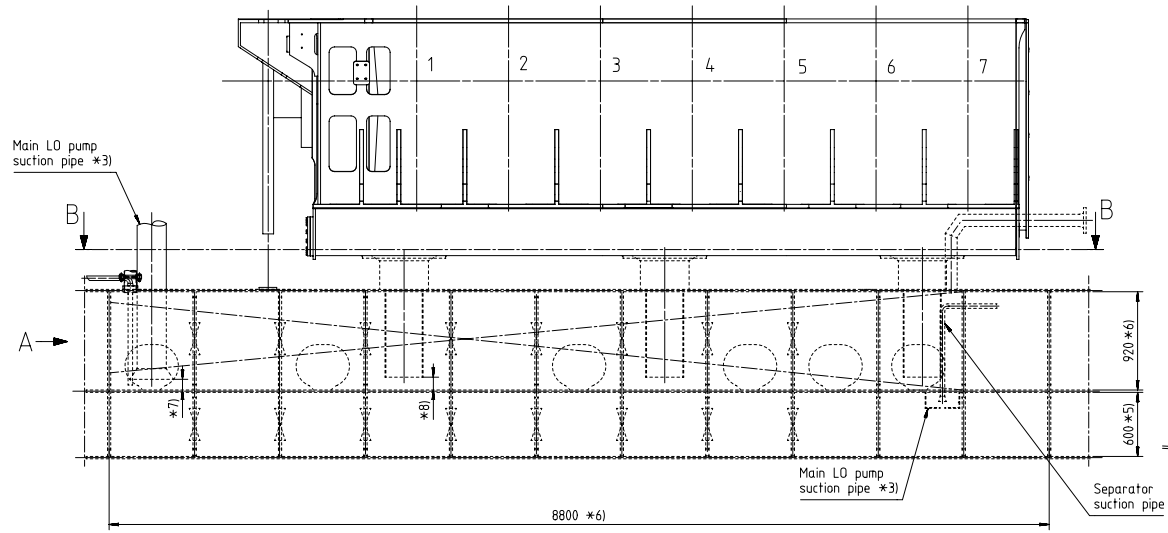 1 2 3 4 5 6 7
Main LO pump
suction pipe *3)
B B
A
920 *6)
*7) *8)
600 *5)
Main LO pump
suction pipe *3)
Separator
suction pipe
8800 *6)